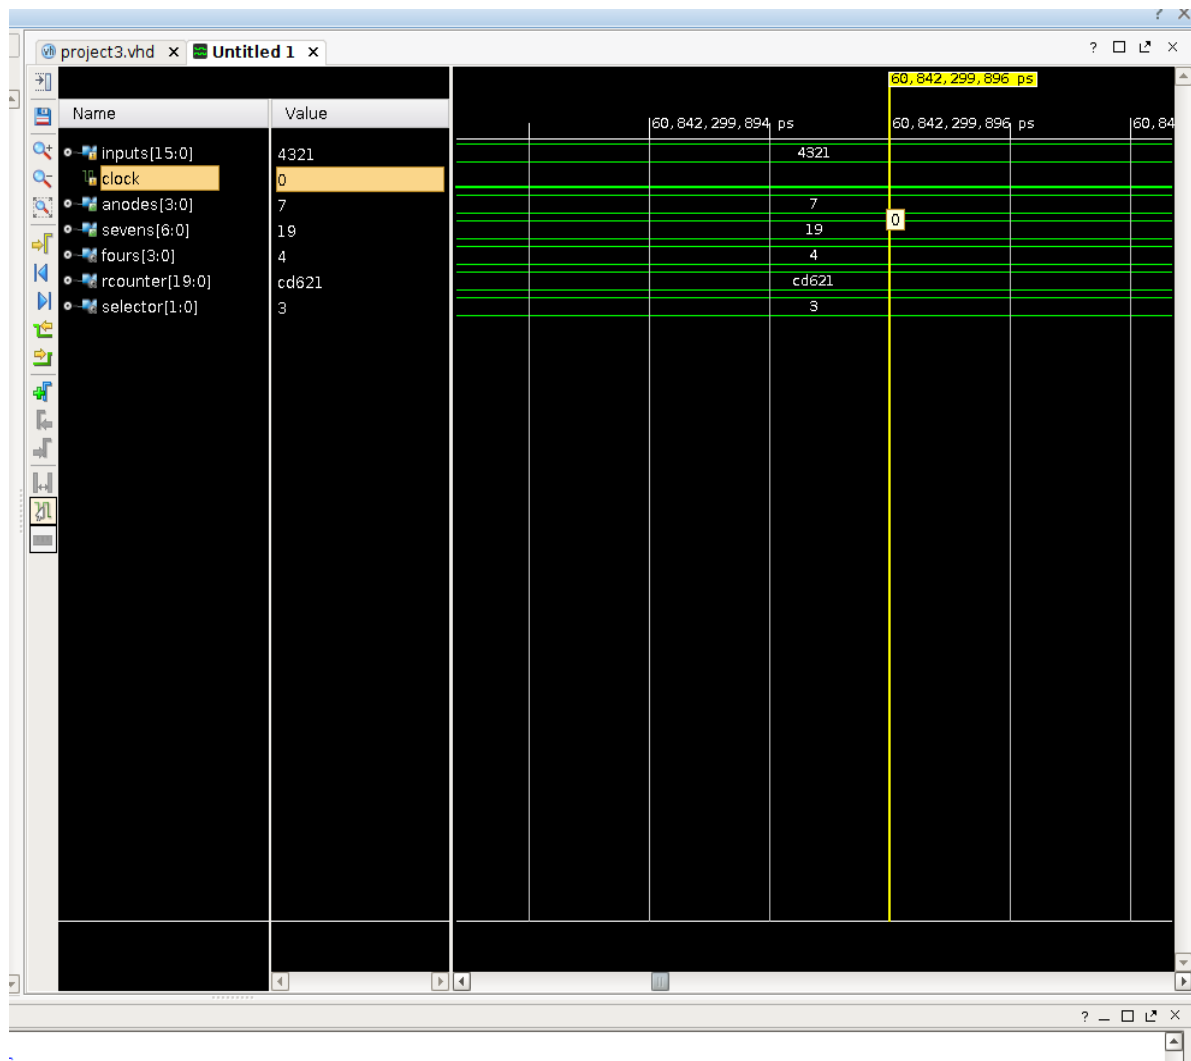 ? X
vh project3.vhd X Untitled 1 X ? X
60,842,299,896 ps
Name Value
60,842,299,894 ps 60,842,299,896 ps 60,84
inputs[15:0] 4321 4321
clock 0
anodes[3:0] 7 7
0
sevens[6:0] 19 19
fours[3:0] 4 4
rcounter[19:0] cd621 cd621
selector[1:0] 3 3
? X